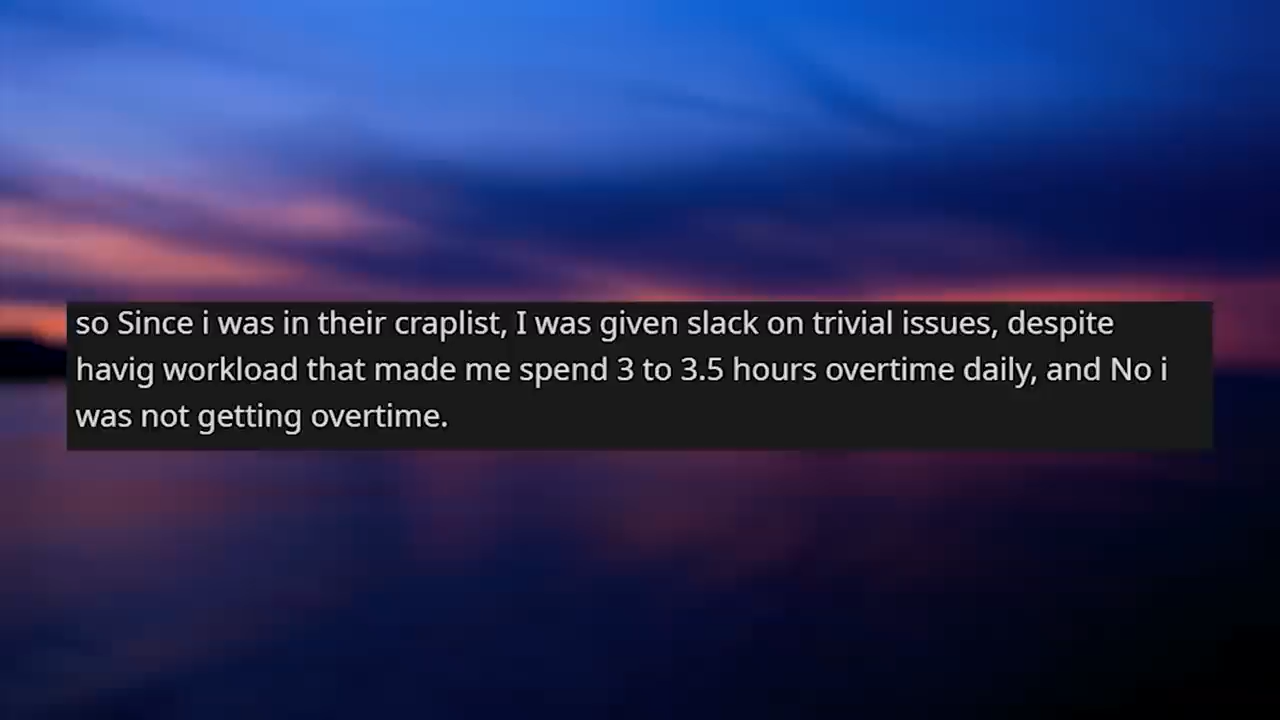 so Since i was in their craplist, I was given slack on trivial issues, despite
havig workload that made me spend 3 to 3.5 hours overtime daily, and No i
was not getting overtime.